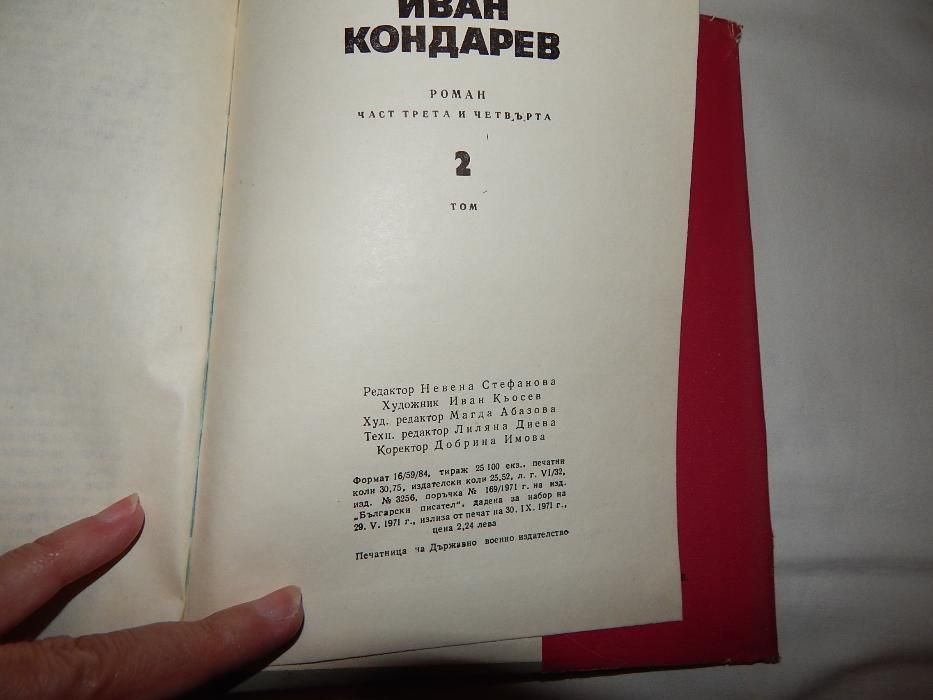 ИВАН
КОНДАРЕВ
РОМАН
ЧАСТ ТРЕТА И ЧЕТВЪРТА
2
ТОМ
Редактор Невена Стефанова
Художник Иван Кьосев
Худ. редактор Магда Абазова
Техн. редактор Лиляна Диева
Коректор Добрина Имова
Формат 16/59/84, тираж 25 100 екз., печатни
коли 30,75, издателски коли 25,52, л. г. VI/32,
изд. № 3256, поръчка № 169/1971 г. на изд.
„Български писател", дадена за набор на
29. V. 1971 г., излиза от печат на 30. IX. 1971 г.,
цена 2,24 лева
Печатница на Държавно военно издателство